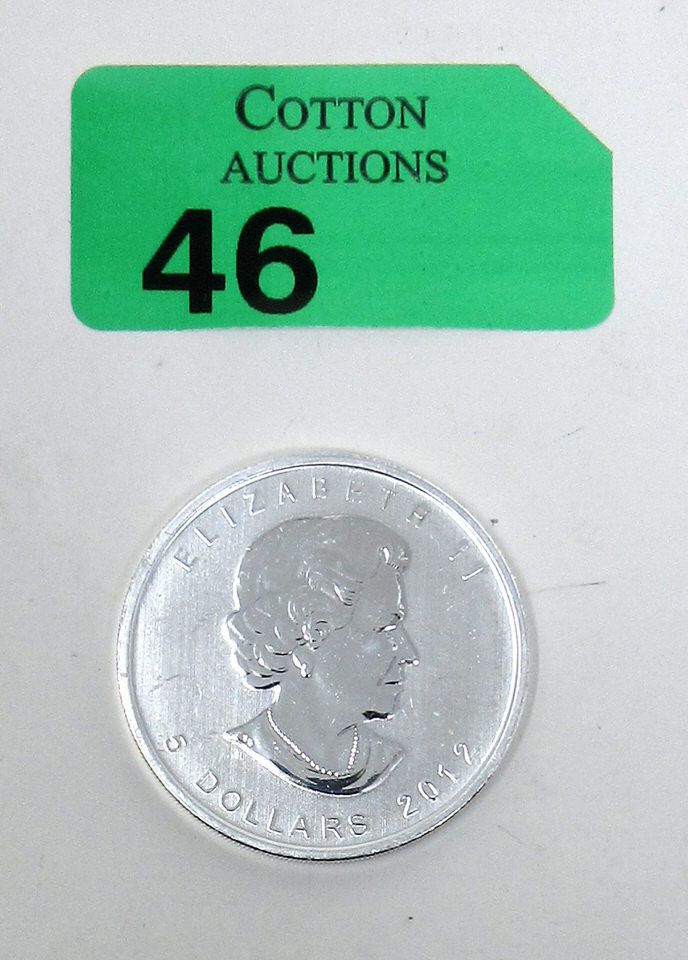 COTTON
AUCTIONS
46
ELIZABETH II
5 DOLLARS 2012